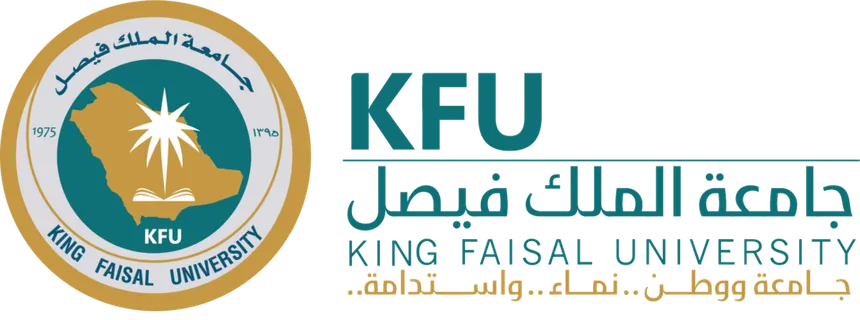 جامعة الملك فيصل
1975
١٣٩٥
KFU
KING FAISAL UNIVERSITY
KFU
جامعة الملك فيصل
KING FAISAL UNIVERSITY
جامعة ووطن.. نماء.. واستدامة..